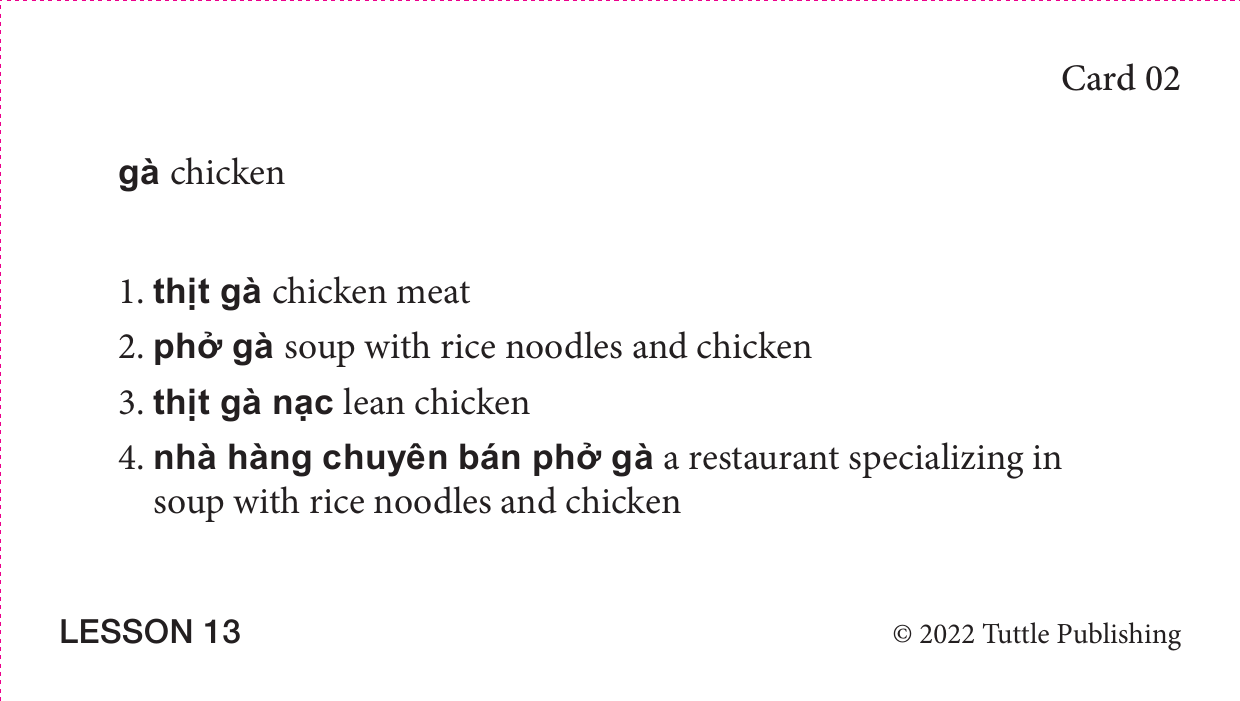 Card 02
gà chicken
1. thịt gà chicken meat
2. phở gà soup with rice noodles and chicken
3. thịt gà nạc lean chicken
4. nhà hàng chuyên bán phở gà a restaurant specializing in
soup with rice noodles and chicken
LESSON 13
© 2022 Tuttle Publishing